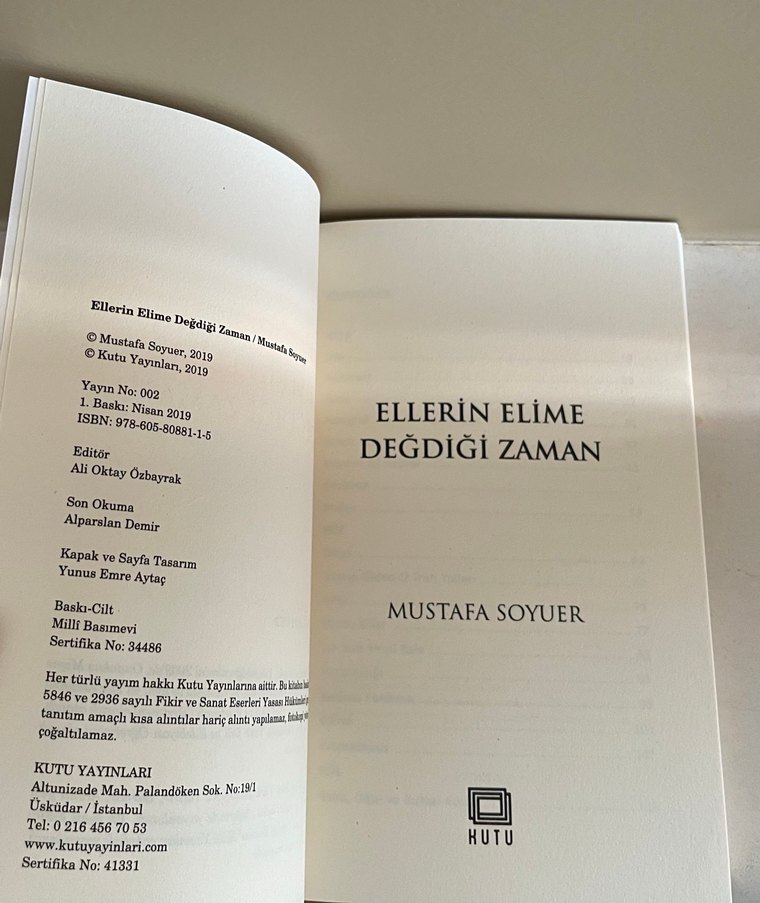 Ellerin Elime Değdiği Zaman / Mustafa Soyuer
© Mustafa Soyuer, 2019
© Kutu Yayınları, 2019
Yayın No: 002
1. Baskı: Nisan 2019
ISBN: 978-605-80881-1-5
Editör
Ali Oktay Özbayrak
Son Okuma
Alparslan Demir
Kapak ve Sayfa Tasarım
Yunus Emre Aytaç
Baskı-Cilt
Millî Basımevi
Sertifika No: 34486
Her türlü yayım hakkı Kutu Yayınlarına aittir. Bu kitabın
5846 ve 2936 sayılı Fikir ve Sanat Eserleri Yasası Hükümleri
tanıtım amaçlı kısa alıntılar hariç alıntı yapılamaz, fotokopi
çoğaltılamaz.
KUTU YAYINLARI
Altunizade Mah. Palandöken Sok. No:19/1
Üsküdar / İstanbul
Tel: 0 216 456 70 53
www.kutuyayinlari.com
Sertifika No: 41331
ELLERİN ELİME
DEĞDİĞİ ZAMAN
MUSTAFA SOYUER
KUTU